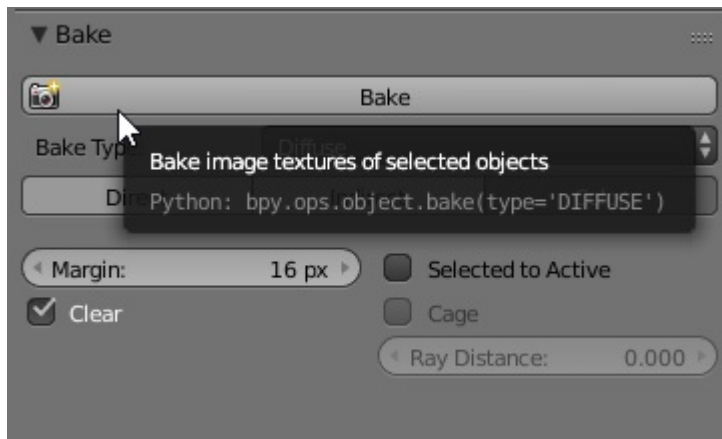 Bake
Bake
Bake Typ
Diffuse
Bake image textures of selected objects
Python: bpy.ops.object.bake(type='DIFFUSE')
Margin: 16 px
Selected to Active
Clear
Cage
Ray Distance: 0.000